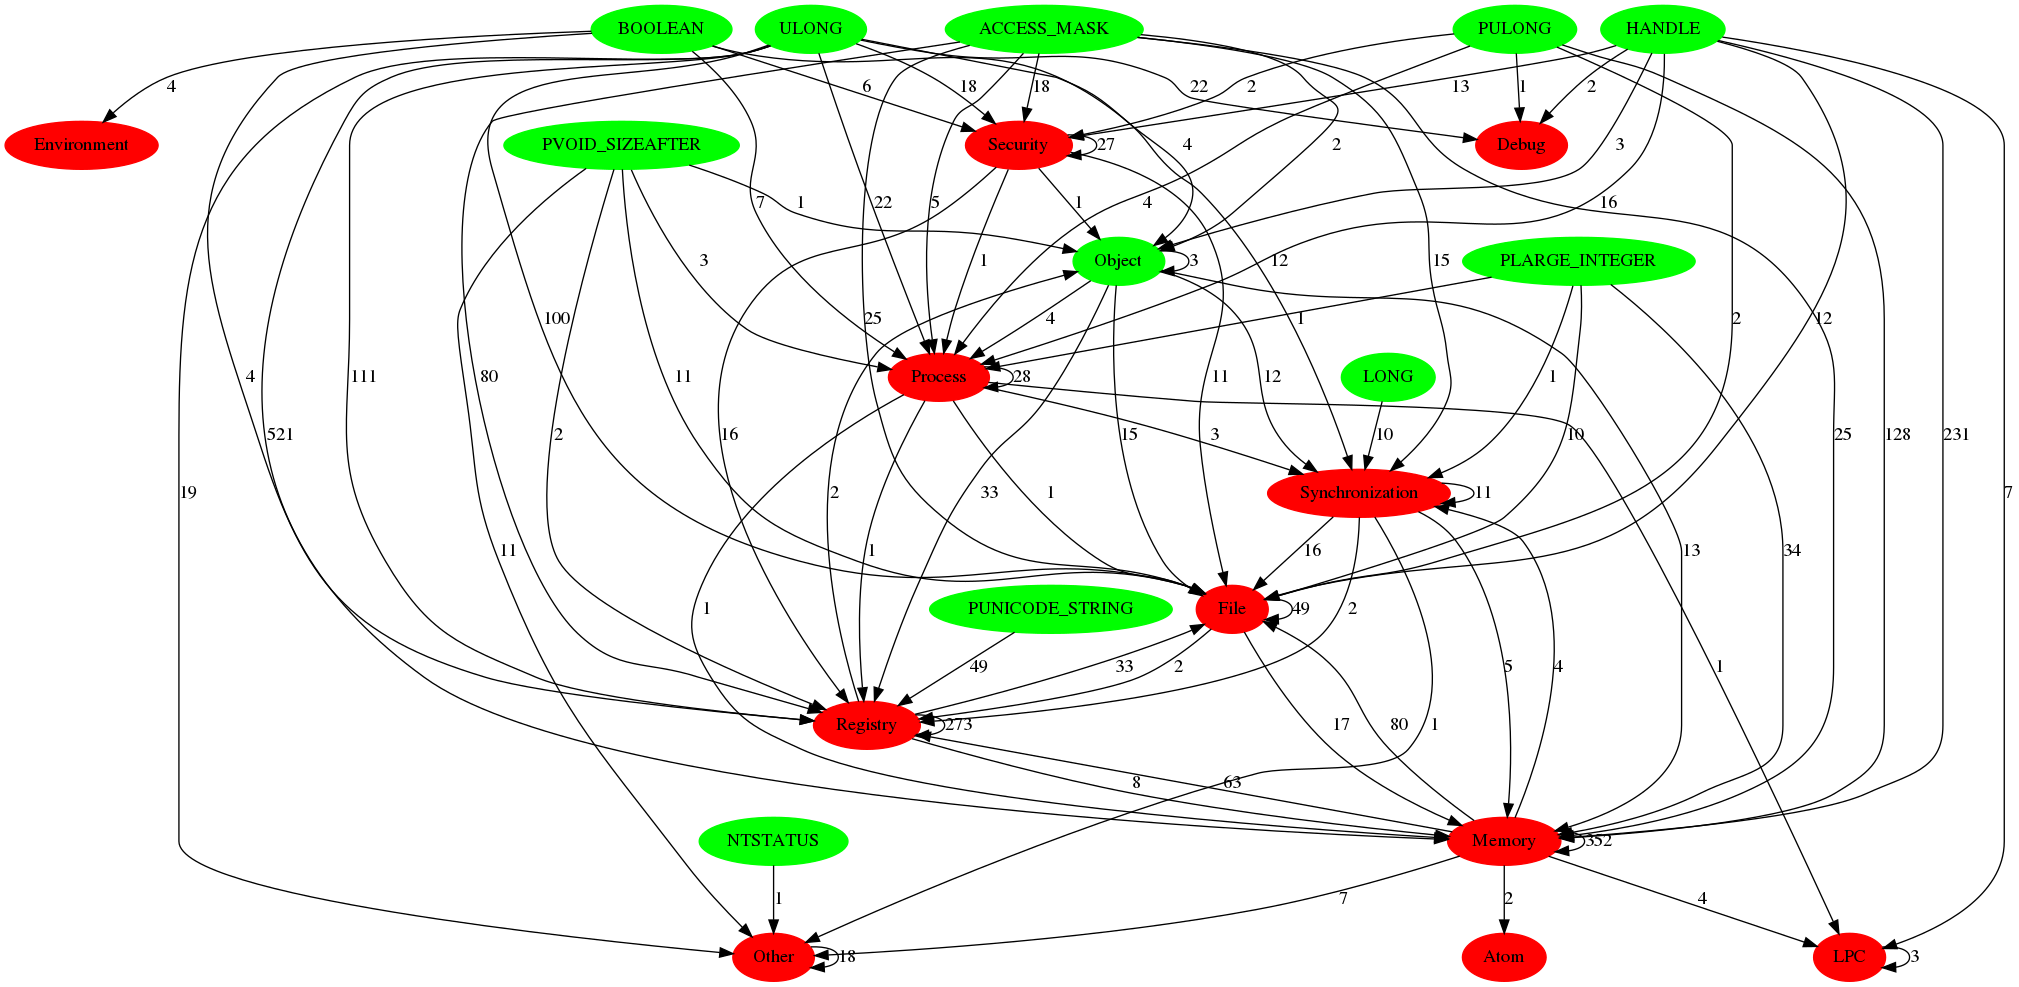 BOOLEAN ULONG ACCESS_MASK PULONG HANDLE
4 6 18 18 22 2 13 1 2
Environment PVOID_SIZEAFTER Security 27 4 2 Debug 3
7 22 5 1 1 4 16
3 1 Object 3 12 PLARGE_INTEGER
100 25 4 1 15 2 12
4 111 80 11 Process 28 12 LONG 1
521 2 16 11 15 3 10 10 25 128 231
19 2 33 1 Synchronization 11 7
11 1 16 13 34
1 PUNICODE_STRING File 49 2
49 33 2 5 4 1
Registry 273 17 80 1
8 63
NTSTATUS Memory 352
1 7 2 4
Other 18 Atom LPC 3